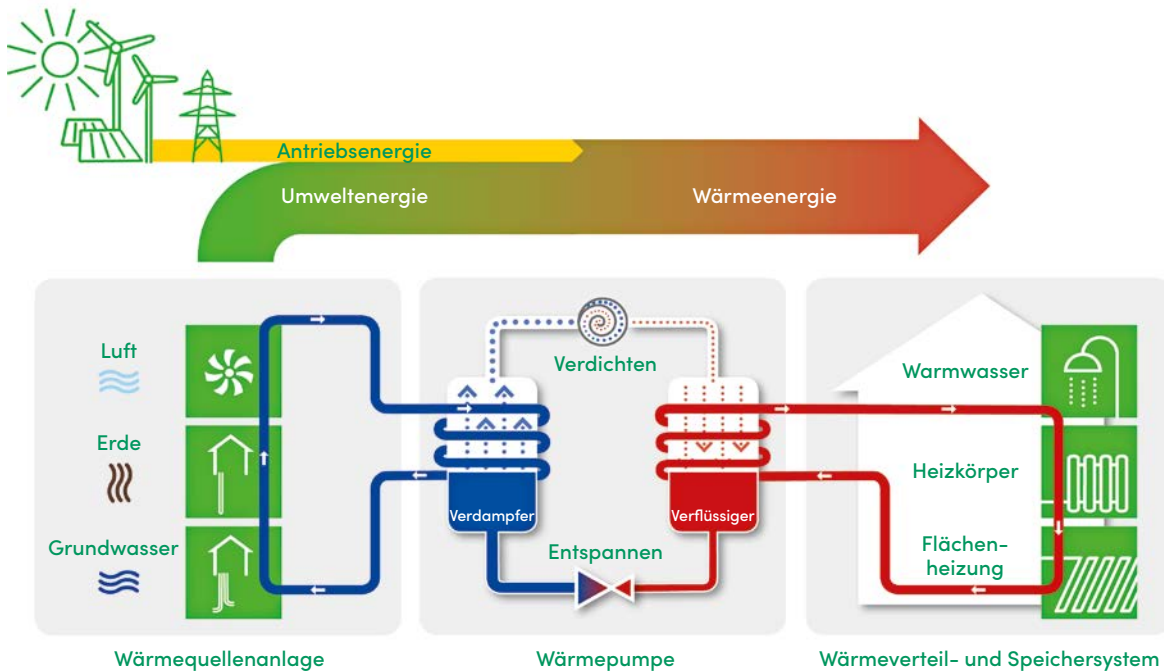 Antriebsenergie
Umweltenergie
Wärmeenergie
Luft
Erde
Grundwasser
Verdichten
Verdampfer
Verflüssiger
Entspannen
Warmwasser
Heizkörper
Flächen-
heizung
Wärmequellenanlage
Wärmepumpe
Wärmeverteil- und Speichersystem